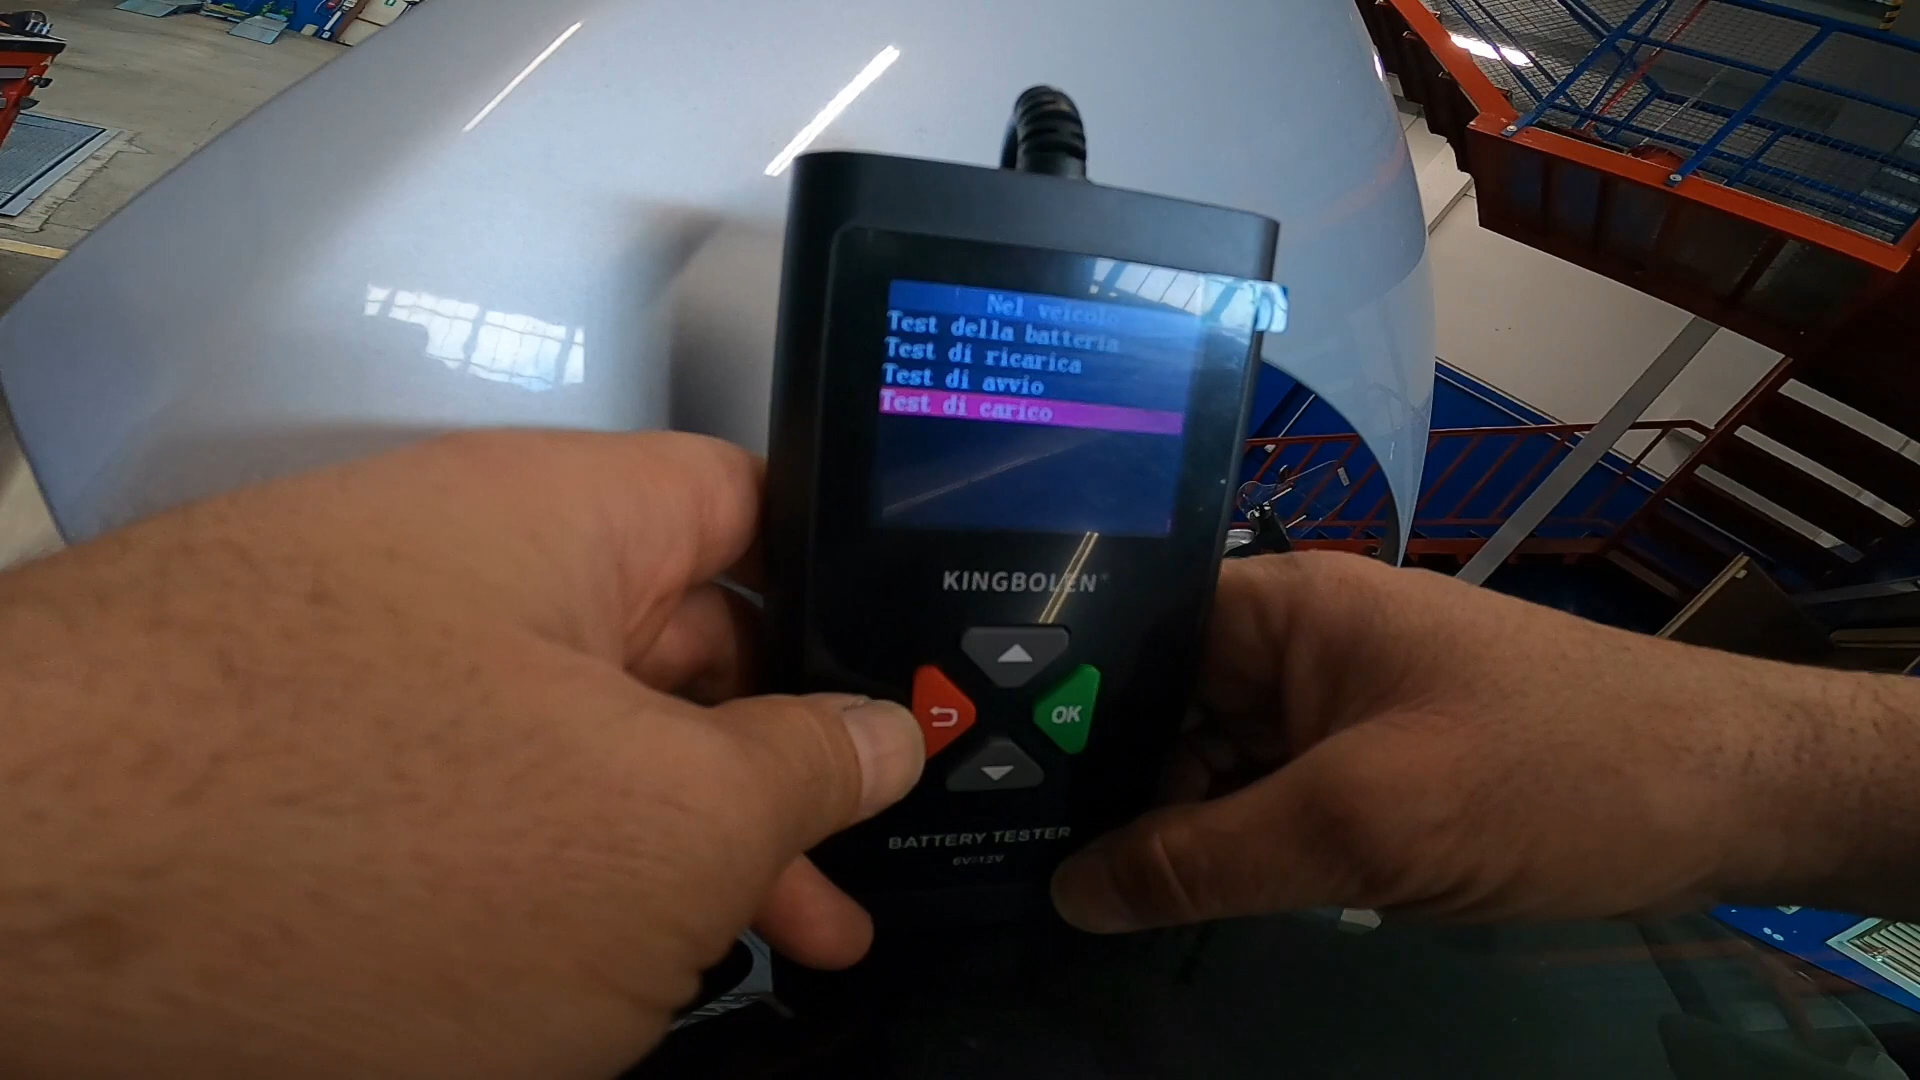 Nel veicolo
Test della batteria
Test di ricarica
Test di avvio
Test di carico
KINGBOLEN
OK
BATTERY TESTER
6V-12V